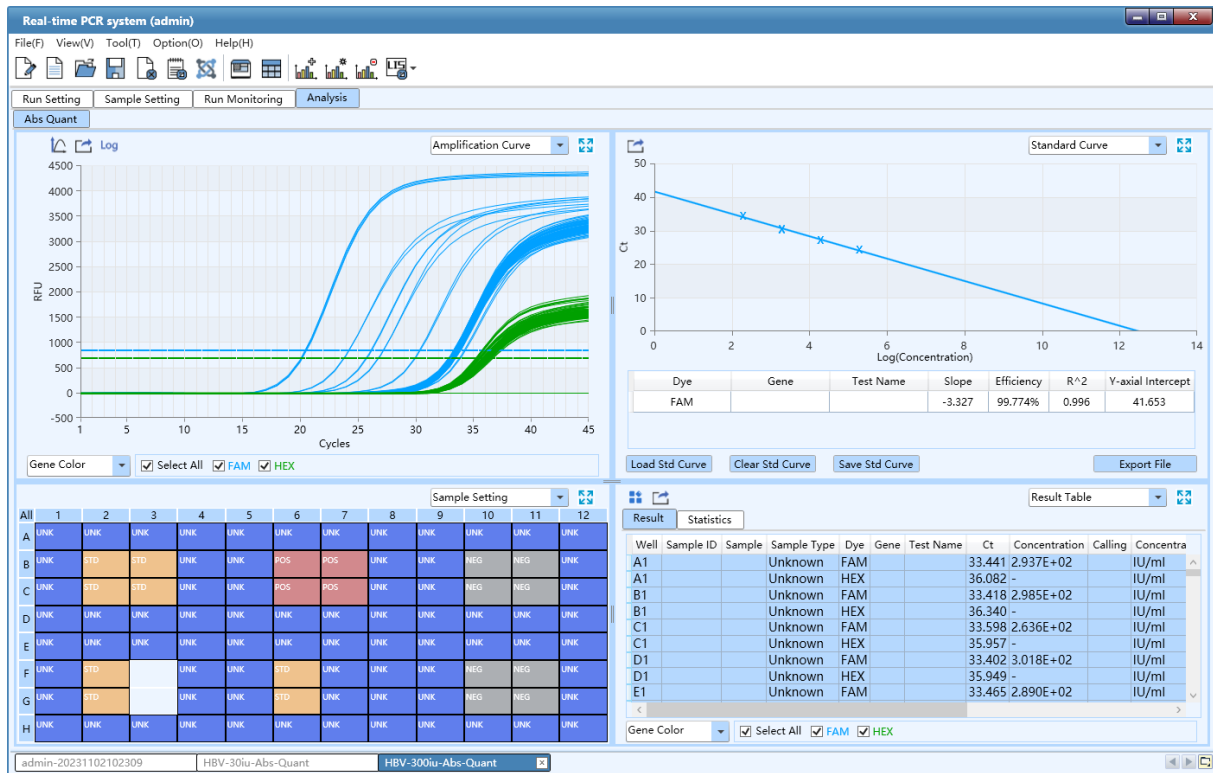 Real-time PCR system (admin)
File(F) View(V) Tool(T) Option(O) Help(H)
LIS
Run Setting Sample Setting Run Monitoring Analysis
Abs Quant
Log Amplification Curve
4500
4000
3500
3000
2500
2000
1500
1000
500
0
-500
RFU
1 5 10 15 20 25 30 35 40 45
Cycles
Gene Color Select All FAM HEX
Standard Curve
50
40
30
20
10
0
Ct
0 2 4 6 8 10 12 14
Log(Concentration)
Dye Gene Test Name Slope Efficiency R^2 Y-axial Intercept
FAM -3.327 99.774% 0.996 41.653
Load Std Curve Clear Std Curve Save Std Curve Export File
Sample Setting
All 1 2 3 4 5 6 7 8 9 10 11 12
A UNK UNK UNK UNK UNK UNK UNK UNK UNK UNK UNK UNK
B UNK STD STD UNK UNK POS POS UNK UNK NEG NEG UNK
C UNK STD STD UNK UNK POS POS UNK UNK NEG NEG UNK
D UNK UNK UNK UNK UNK UNK UNK UNK UNK UNK UNK UNK
E UNK UNK UNK UNK UNK UNK UNK UNK UNK UNK UNK UNK
F UNK STD UNK UNK STD UNK UNK UNK NEG NEG UNK
G UNK STD UNK UNK STD UNK UNK UNK NEG NEG UNK
H UNK UNK UNK UNK UNK UNK UNK UNK UNK UNK UNK UNK
Result Table
Result Statistics
Well Sample ID Sample Sample Type Dye Gene Test Name Ct Concentration Calling Concentra
A1 Unknown FAM 33.441 2.937E+02 IU/ml
A1 Unknown HEX 36.082 - IU/ml
B1 Unknown FAM 33.418 2.985E+02 IU/ml
B1 Unknown HEX 36.340 - IU/ml
C1 Unknown FAM 33.598 2.636E+02 IU/ml
C1 Unknown HEX 35.957 - IU/ml
D1 Unknown FAM 33.402 3.018E+02 IU/ml
D1 Unknown HEX 35.949 - IU/ml
E1 Unknown FAM 33.465 2.890E+02 IU/ml
Gene Color Select All FAM HEX
admin-20231102102309 HBV-30iu-Abs-Quant HBV-300iu-Abs-Quant